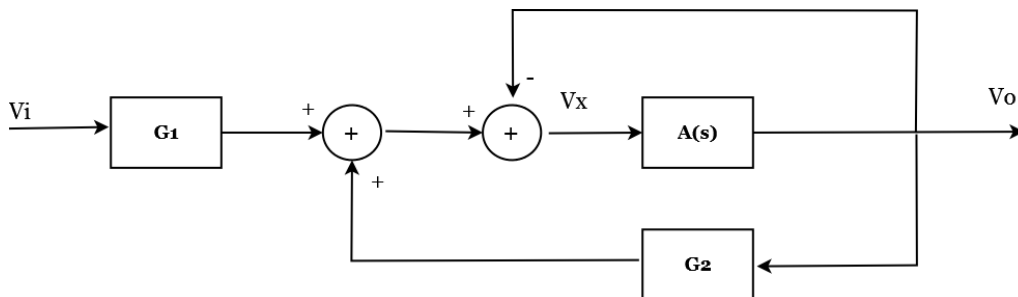 -
Vi
+
+
Vx
Vo
G1
+
+
A(s)
+
G2